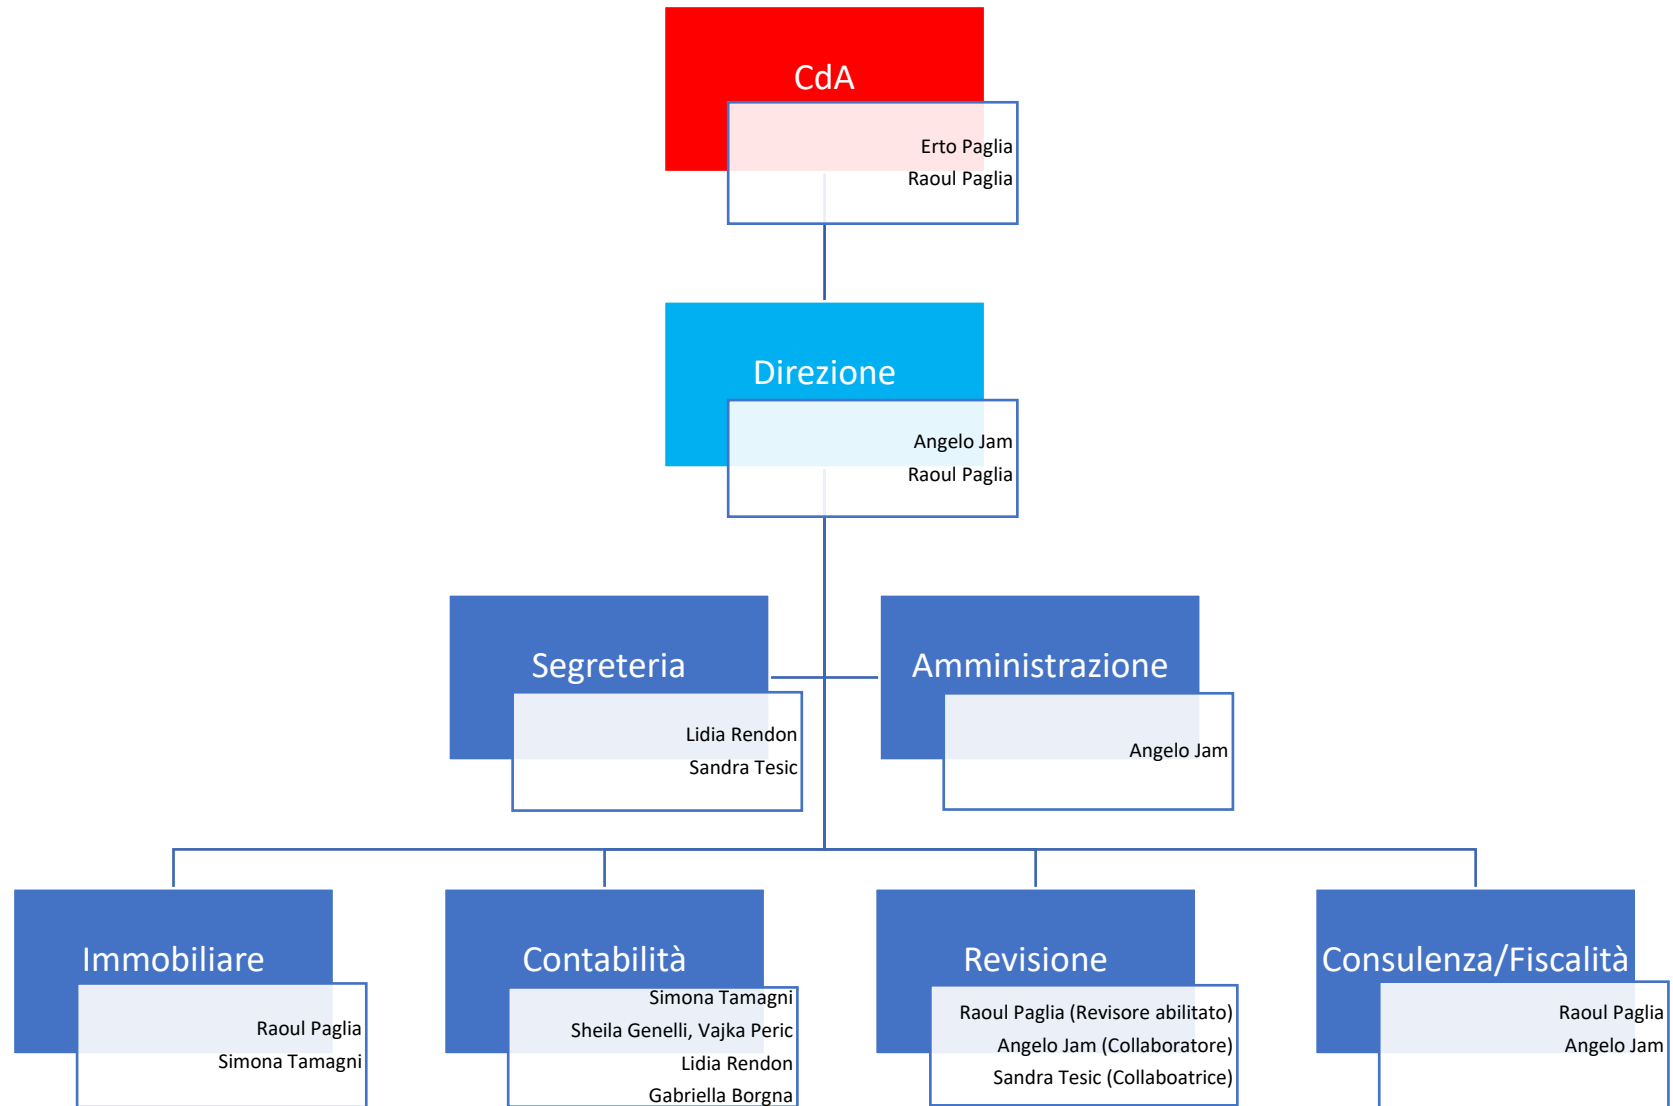 CdA
Erto Paglia
Raoul Paglia
Direzione
Angelo Jam
Raoul Paglia
Segreteria
Lidia Rendon
Sandra Tesic
Amministrazione
Angelo Jam
Immobiliare
Raoul Paglia
Simona Tamagni
Contabilità
Simona Tamagni
Sheila Genelli, Vajka Peric
Lidia Rendon
Gabriella Borgna
Revisione
Raoul Paglia (Revisore abilitato)
Angelo Jam (Collaboratore)
Sandra Tesic (Collaboatrice)
Consulenza/Fiscalità
Raoul Paglia
Angelo Jam